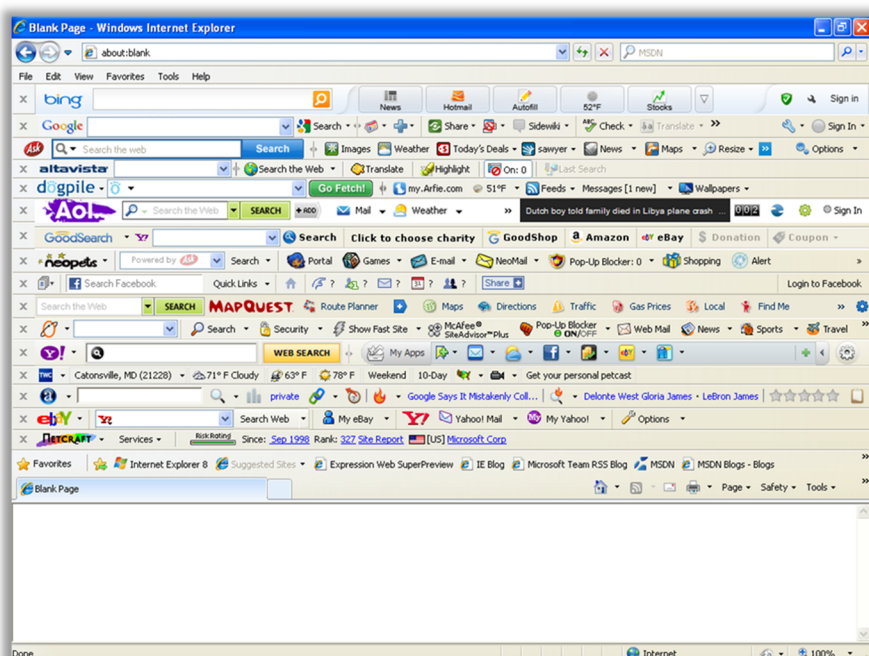 Blank Page - Windows Internet Explorer
about:blank MSDN
File Edit View Favorites Tools Help
x bing News Hotmail Autofill 52°F Stocks Sign in
x Google Search Share Sidewiki Check Translate >> Sign In
Ask Q Search the web Search Images Weather Today's Deals sawyer News Maps Resize >> Options
x altavista Search the Web Translate Highlight On: 0 Last Search
x dogpile Go Fetch! my.Arfie.com 51°F Feeds Messages [1 new] Wallpapers
x Aol. Search the Web SEARCH + ADD Mail Weather >> Dutch boy told family died in Libya plane crash ... 002 Sign In
x GoodSearch Y! Search Click to choose charity GoodShop Amazon eBay Donation Coupon
x neopets Powered by Ask Search Portal Games E-mail NeoMail Pop-Up Blocker: 0 Shopping Alert >>
x Search Facebook Quick Links ? ? ? ? ? Share Login to Facebook
x Search the Web SEARCH MAPQUEST Route Planner Maps Directions Traffic Gas Prices Local Find Me >>
x Search Security Show Fast Site McAfee® SiteAdvisor™Plus Pop-Up Blocker ON/OFF Web Mail News Sports Travel >>
x Y! WEB SEARCH My Apps
x TWC Catonsville, MD (21228) 71° F Cloudy 63° F 78° F Weekend 10-Day Get your personal petcast
x private Google Says It Mistakenly Coll... Delonte West Gloria James - LeBron James
x ebY Y! Search Web My eBay Y! Yahoo! Mail My Yahoo! Options
x NETCRAFT Services Risk Rating Since: Sep 1998 Rank: 327 Site Report [US] Microsoft Corp
Favorites Internet Explorer 8 Suggested Sites Expression Web SuperPreview IE Blog Microsoft Team RSS Blog MSDN MSDN Blogs - Blogs >>
Blank Page Page Safety Tools >>
Done Internet 100%